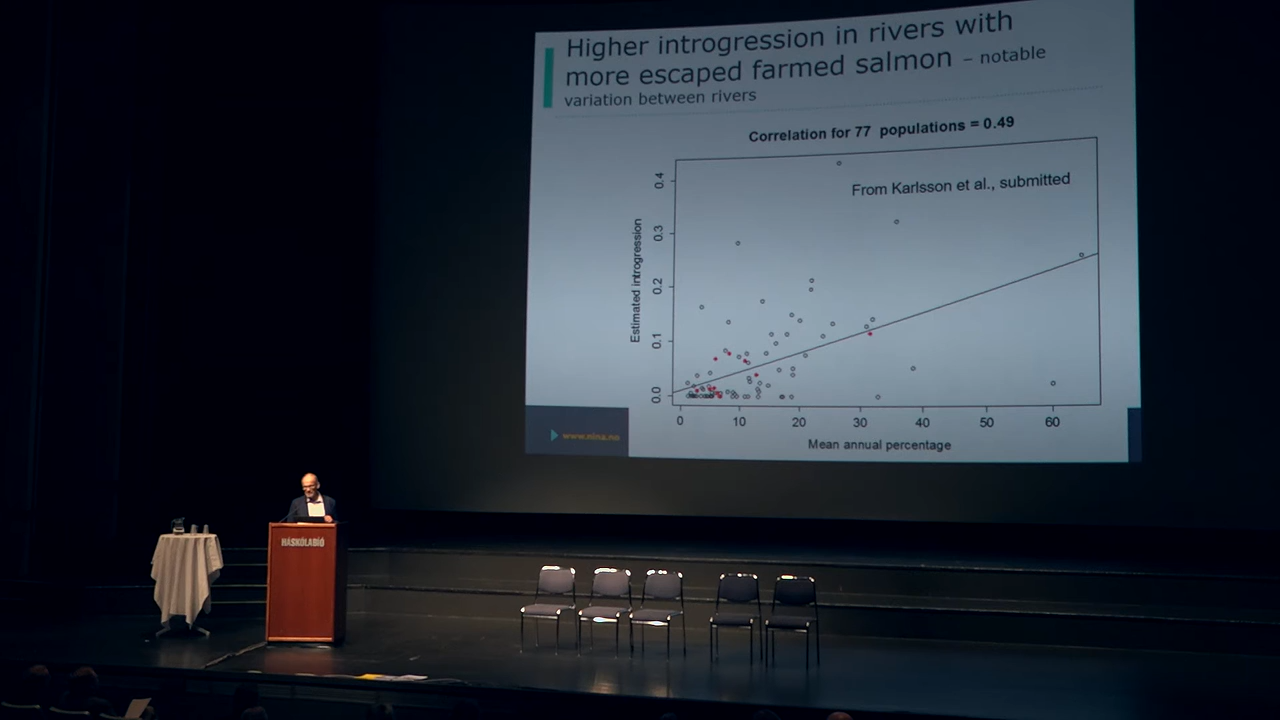 Higher introgression in rivers with
more escaped farmed salmon – notable
variation between rivers
Correlation for 77 populations = 0.49
From Karlsson et al., submitted
Estimated introgression
0.4
0.3
0.2
0.1
0.0
0 10 20 30 40 50 60
Mean annual percentage
www.nina.no
HÁSKÓLABÍÓ